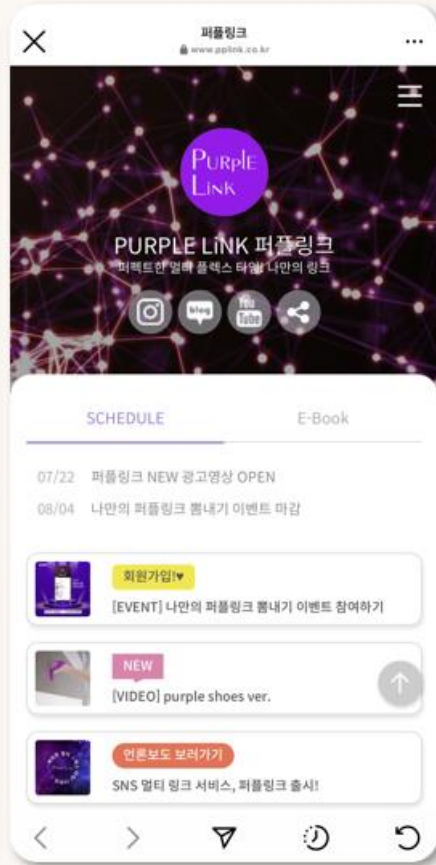 퍼플링크
www.pplink.co.kr
PURPLE
LINK
PURPLE LiNK 퍼플링크
퍼펙트한 멀티 플렉스 타임! 나만의 링크
blog
You
Tube
SCHEDULE
E-Book
07/22 퍼플링크 NEW 광고영상 OPEN
08/04 나만의 퍼플링크 뽐내기 이벤트 마감
회원가입!♥
[EVENT] 나만의 퍼플링크 뽐내기 이벤트 참여하기
NEW
[VIDEO] purple shoes ver.
언론보도 보러가기
SNS 멀티 링크 서비스, 퍼플링크 출시!